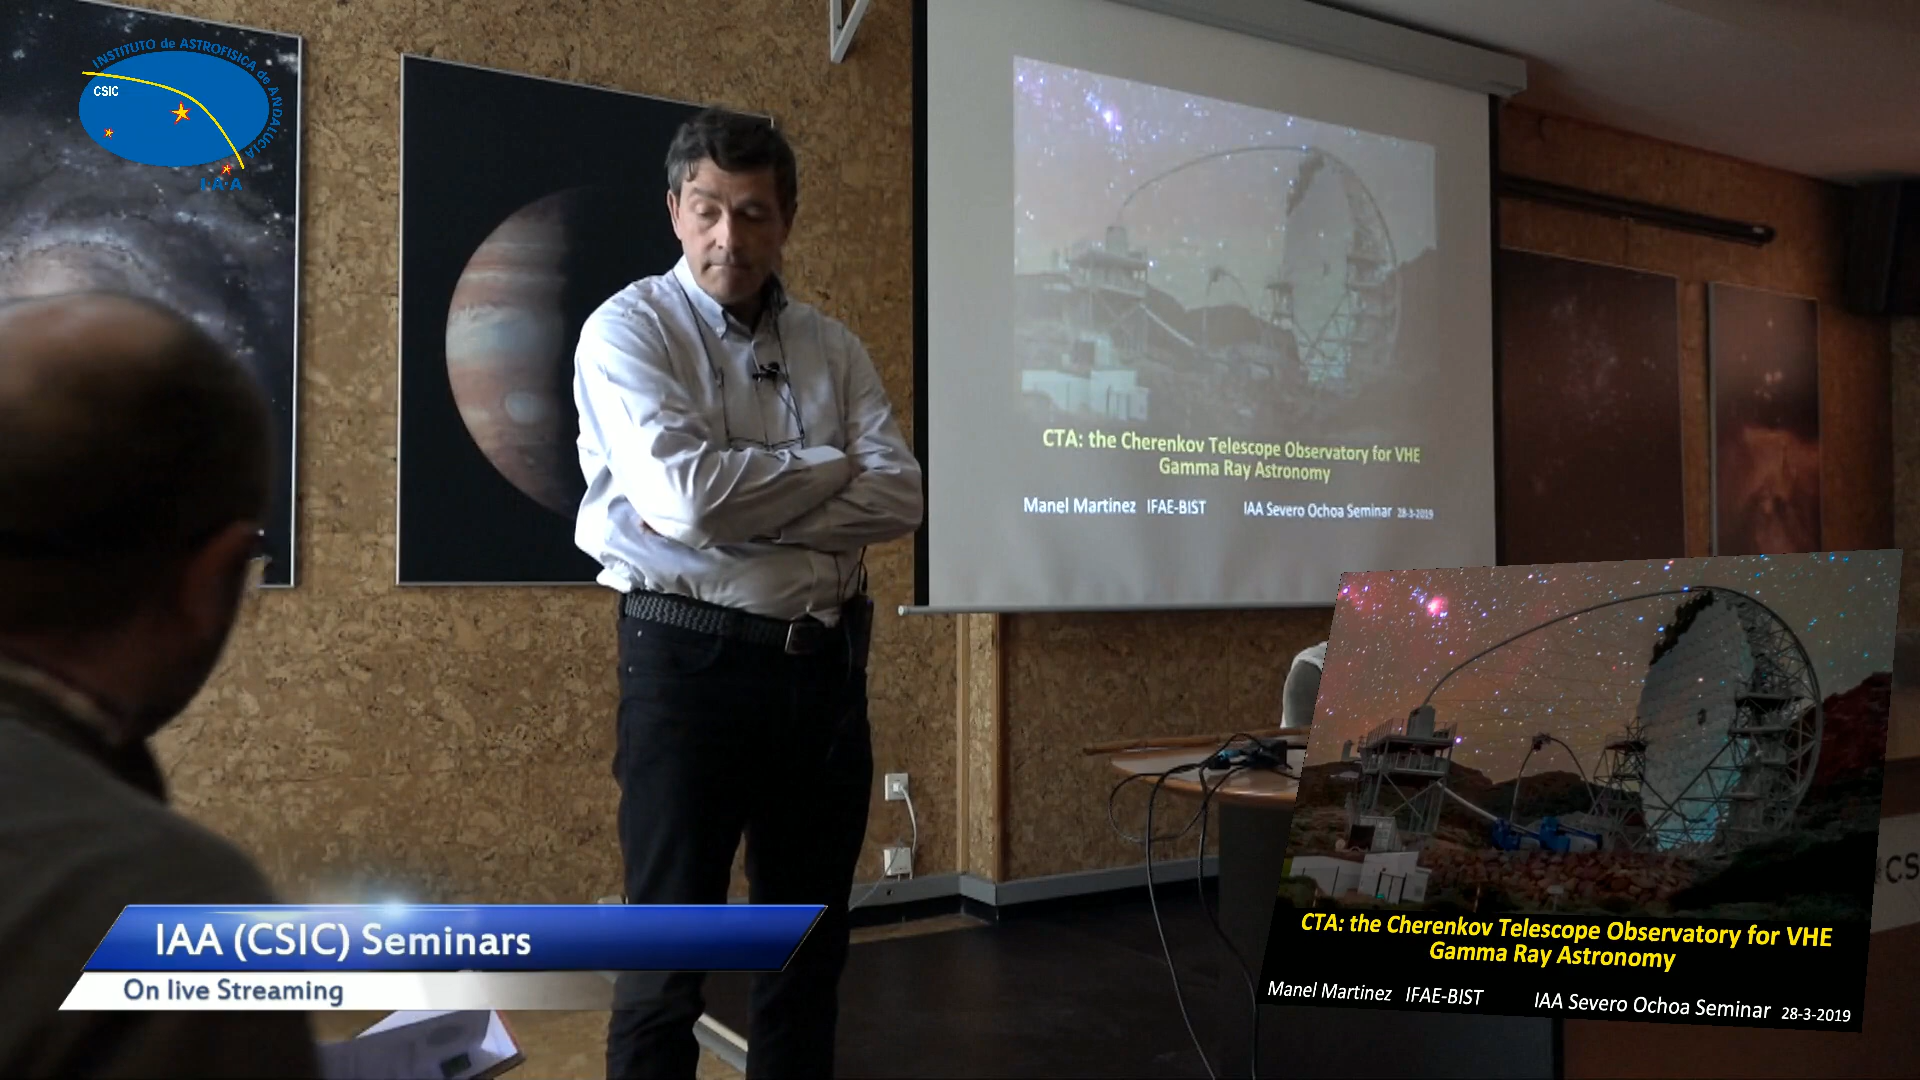 INSTITUTO de ASTROFISICA de ANDALUCIA
CSIC
I.A.A
CTA: the Cherenkov Telescope Observatory for VHE
Gamma Ray Astronomy
Manel Martinez IFAE-BIST IAA Severo Ochoa Seminar 28-3-2019
CTA: the Cherenkov Telescope Observatory for VHE
Gamma Ray Astronomy
Manel Martinez IFAE-BIST IAA Severo Ochoa Seminar 28-3-2019
CS
IAA (CSIC) Seminars
On live Streaming